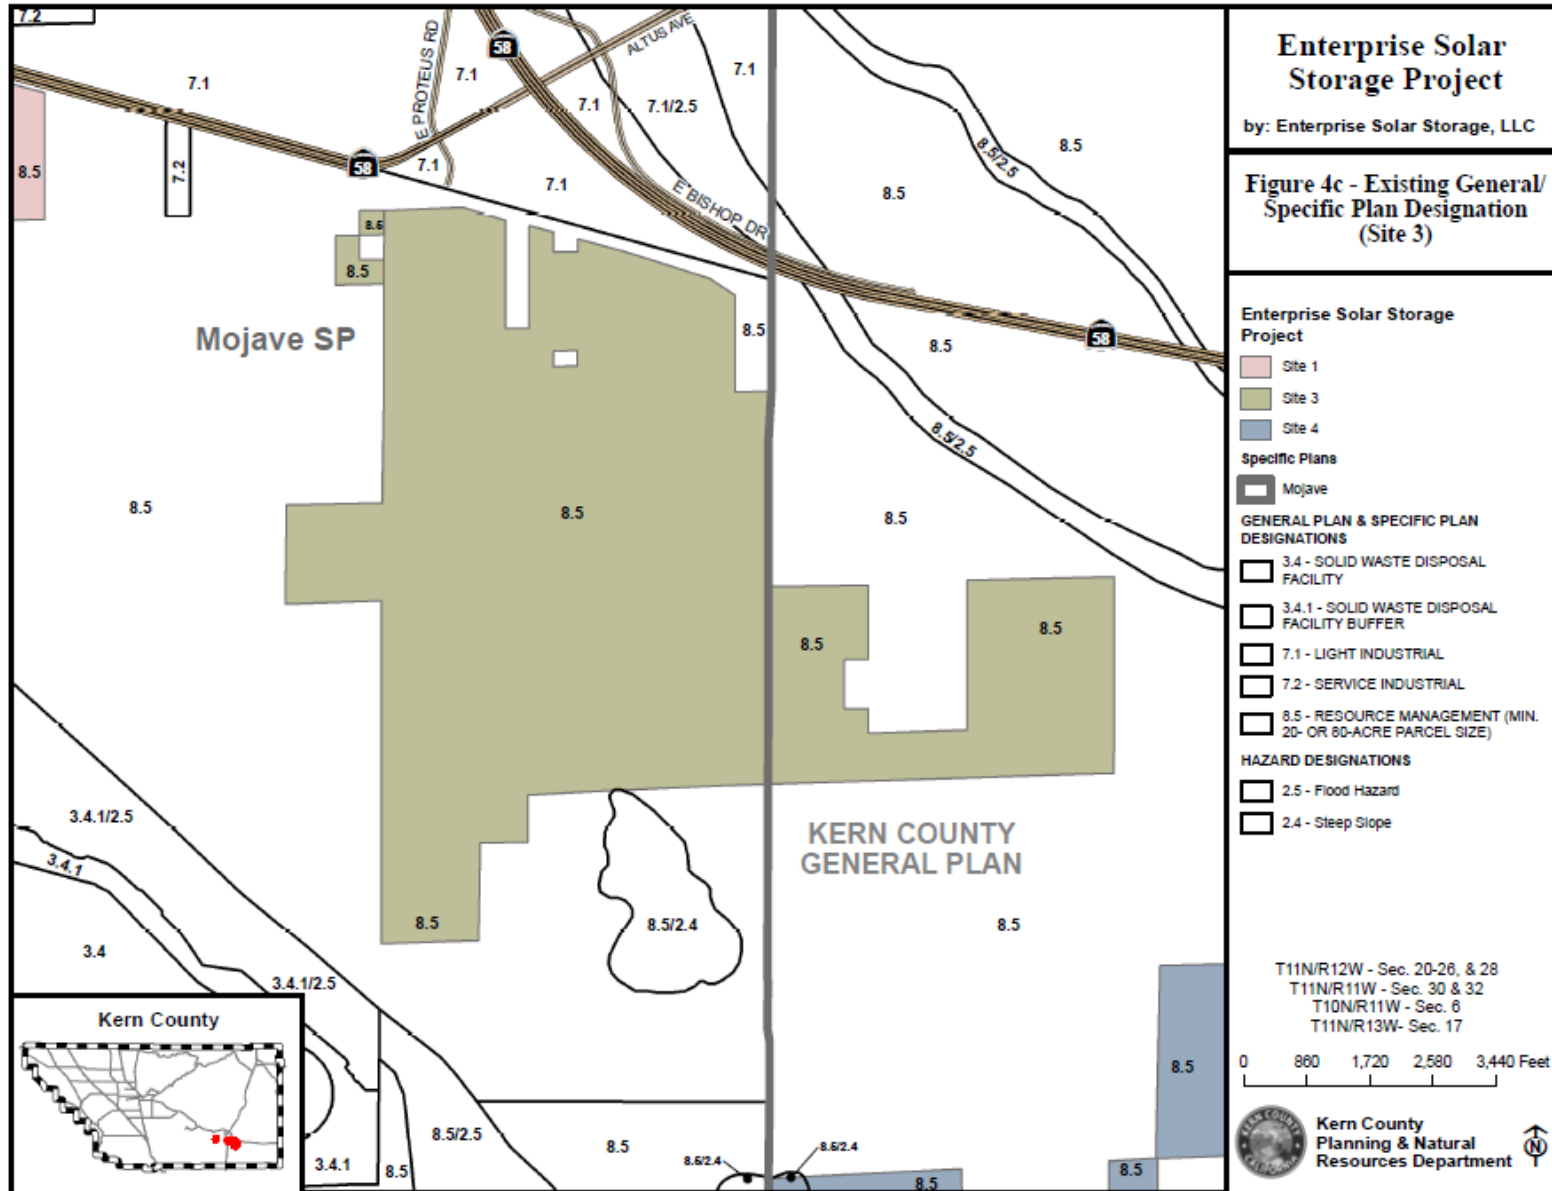 7.2
7.1
E PROTEUS RD
7.1
58
ALTUS AVE
7.1
7.1
7.1/2.5
8.5/2.5
8.5
8.5
7.2
58
7.1
7.1
8.5
E BISHOP DR
8.5
8.5
Mojave SP
8.5
8.5
58
8.5/2.5
8.5
8.5
8.5
8.5
8.5
3.4.1/2.5
3.4.1
KERN COUNTY
GENERAL PLAN
8.5
8.5/2.4
8.5
3.4
3.4.1/2.5
Kern County
8.5
8.5/2.5
8.5
8.5/2.4
8.5/2.4
3.4.1
8.5
8.5
8.5
Enterprise Solar
Storage Project
by: Enterprise Solar Storage, LLC
Figure 4c - Existing General/
Specific Plan Designation
(Site 3)
Enterprise Solar Storage
Project
Site 1
Site 3
Site 4
Specific Plans
Mojave
GENERAL PLAN & SPECIFIC PLAN
DESIGNATIONS
3.4 - SOLID WASTE DISPOSAL
FACILITY
3.4.1 - SOLID WASTE DISPOSAL
FACILITY BUFFER
7.1 - LIGHT INDUSTRIAL
7.2 - SERVICE INDUSTRIAL
8.5 - RESOURCE MANAGEMENT (MIN.
20- OR 80-ACRE PARCEL SIZE)
HAZARD DESIGNATIONS
2.5 - Flood Hazard
2.4 - Steep Slope
T11N/R12W - Sec. 20-26, & 28
T11N/R11W - Sec. 30 & 32
T10N/R11W - Sec. 6
T11N/R13W- Sec. 17
0 860 1,720 2,580 3,440 Feet
KERN COUNTY
CALIFORNIA
Kern County
Planning & Natural
Resources Department
N